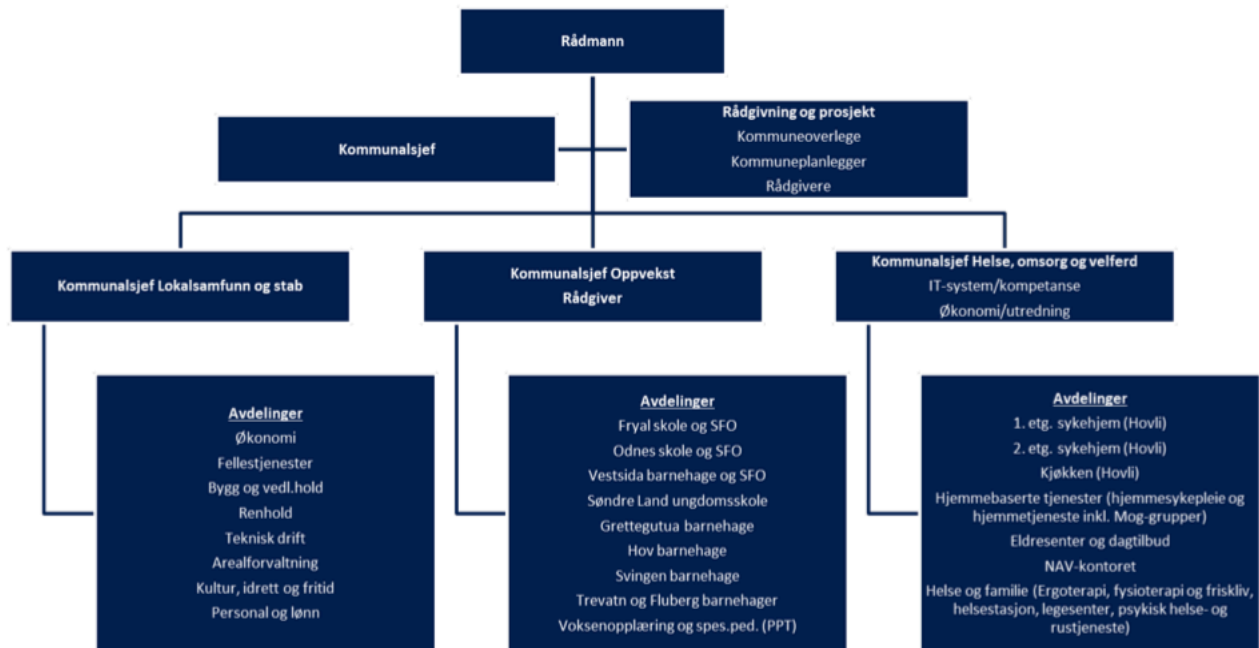 Rådmann
Kommunalsjef
Rådgivning og prosjekt
Kommuneoverlege
Kommuneplanlegger
Rådgivere
Kommunalsjef Lokalsamfunn og stab
Kommunalsjef Oppvekst
Rådgiver
Kommunalsjef Helse, omsorg og velferd
IT-system/kompetanse
Økonomi/utredning
Avdelinger
Økonomi
Fellestjenester
Bygg og vedl.hold
Renhold
Teknisk drift
Arealforvaltning
Kultur, idrett og fritid
Personal og lønn
Avdelinger
Fryal skole og SFO
Odnes skole og SFO
Vestsida barnehage og SFO
Søndre Land ungdomsskole
Grettegutua barnehage
Hov barnehage
Svingen barnehage
Trevatn og Fluberg barnehager
Voksenopplæring og spes.ped. (PPT)
Avdelinger
1. etg. sykehjem (Hovli)
2. etg. sykehjem (Hovli)
Kjøkken (Hovli)
Hjemmebaserte tjenester (hjemmesykepleie og
hjemmetjeneste inkl. Mog-grupper)
Eldresenter og dagtilbud
NAV-kontoret
Helse og familie (Ergoterapi, fysioterapi og friskliv,
helsestasjon, legesenter, psykisk helse- og
rustjeneste)